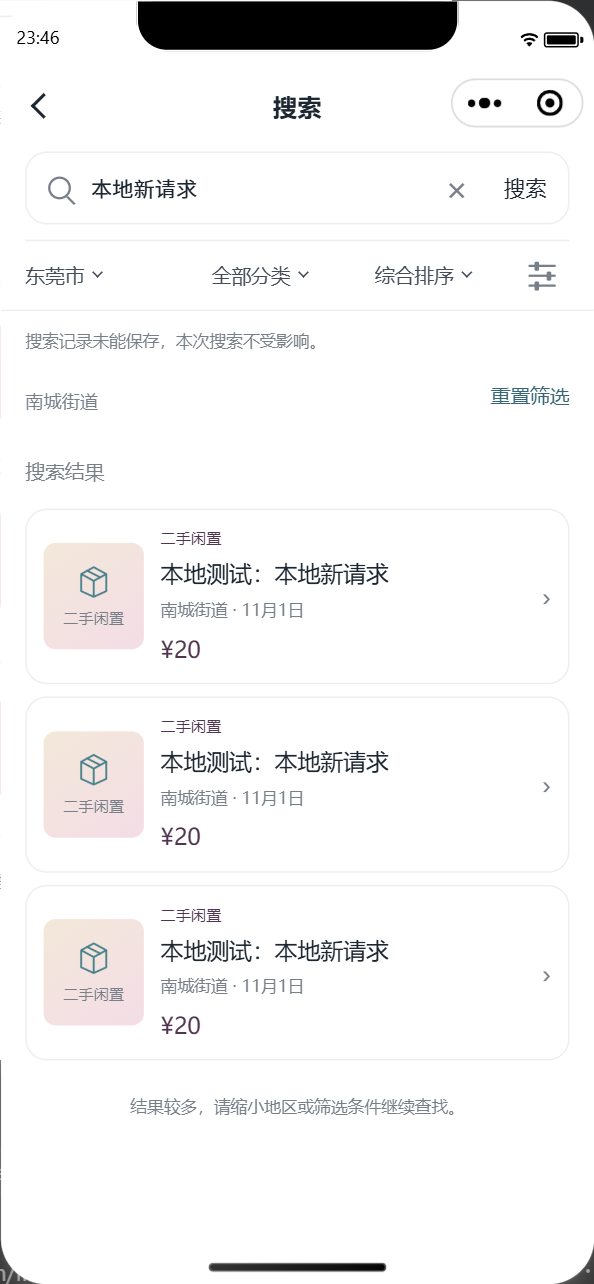 23:46
搜索
本地新请求
搜索
东莞市
全部分类
综合排序
搜索记录未能保存，本次搜索不受影响。
南城街道
重置筛选
搜索结果
二手闲置
二手闲置
本地测试：本地新请求
南城街道 · 11月1日
¥20
二手闲置
二手闲置
本地测试：本地新请求
南城街道 · 11月1日
¥20
二手闲置
二手闲置
本地测试：本地新请求
南城街道 · 11月1日
¥20
结果较多，请缩小地区或筛选条件继续查找。